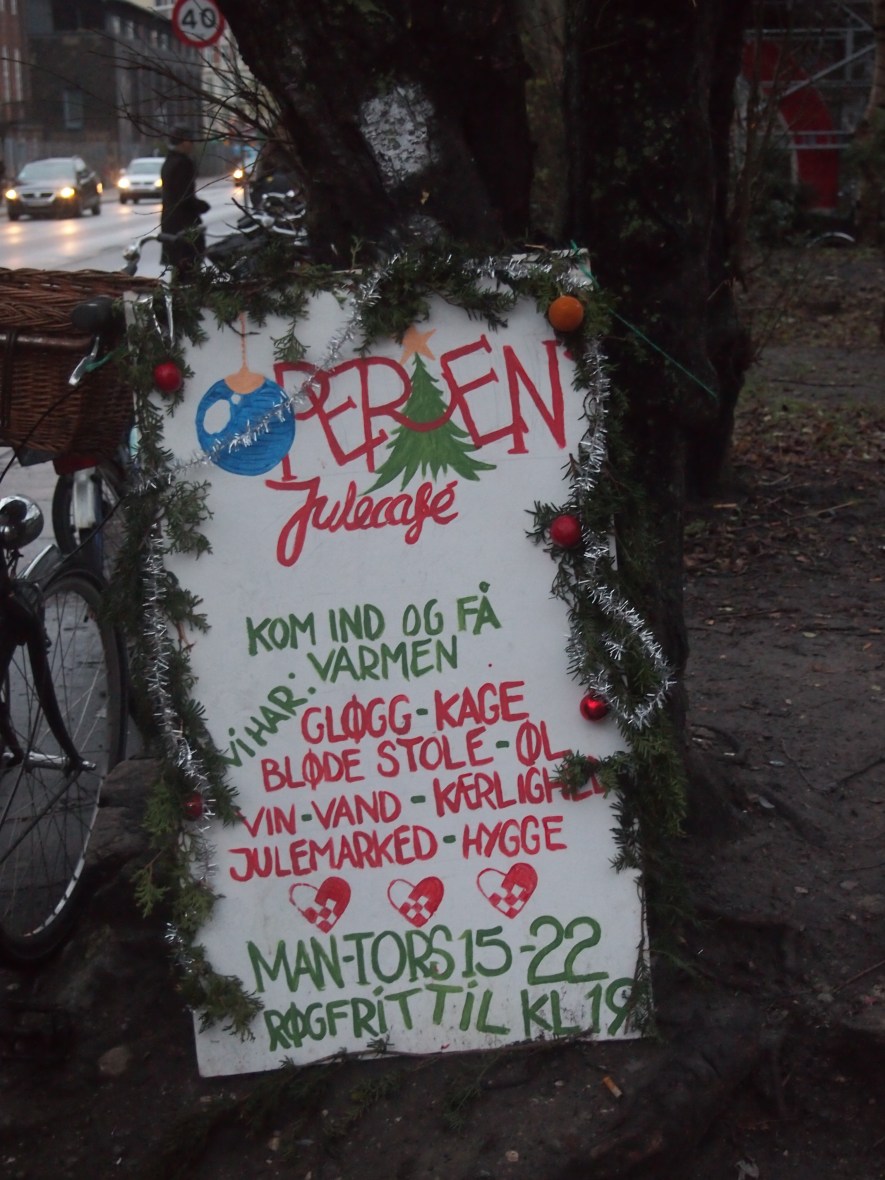 40
OPERAEN
Julecafé
KOM IND OG FÅ
VARMEN
Vi HAR:
GLØGG-KAGE
BLØDE STOLE-ØL
VIN-VAND-KÆRLIGHED
JULEMARKED-HYGGE
MAN-TORS 15-22
RØGFRiT TiL KL 19